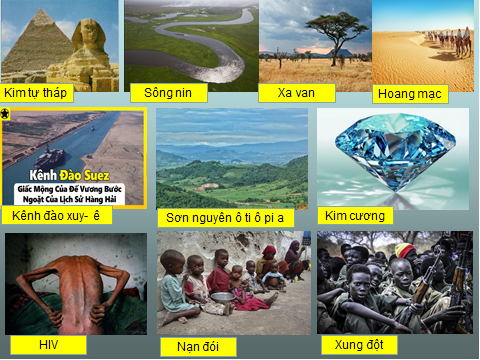 Kim tự tháp
Sông nin
Xa van
Hoang mạc
Kênh Đào Suez
Giấc Mộng Của Đế Vương Bước
Ngoặt Của Lịch Sử Hàng Hải
Kênh đào xuy- ê
Sơn nguyên ô ti ô pi a
Kim cương
HIV
Nạn đói
Xung đột